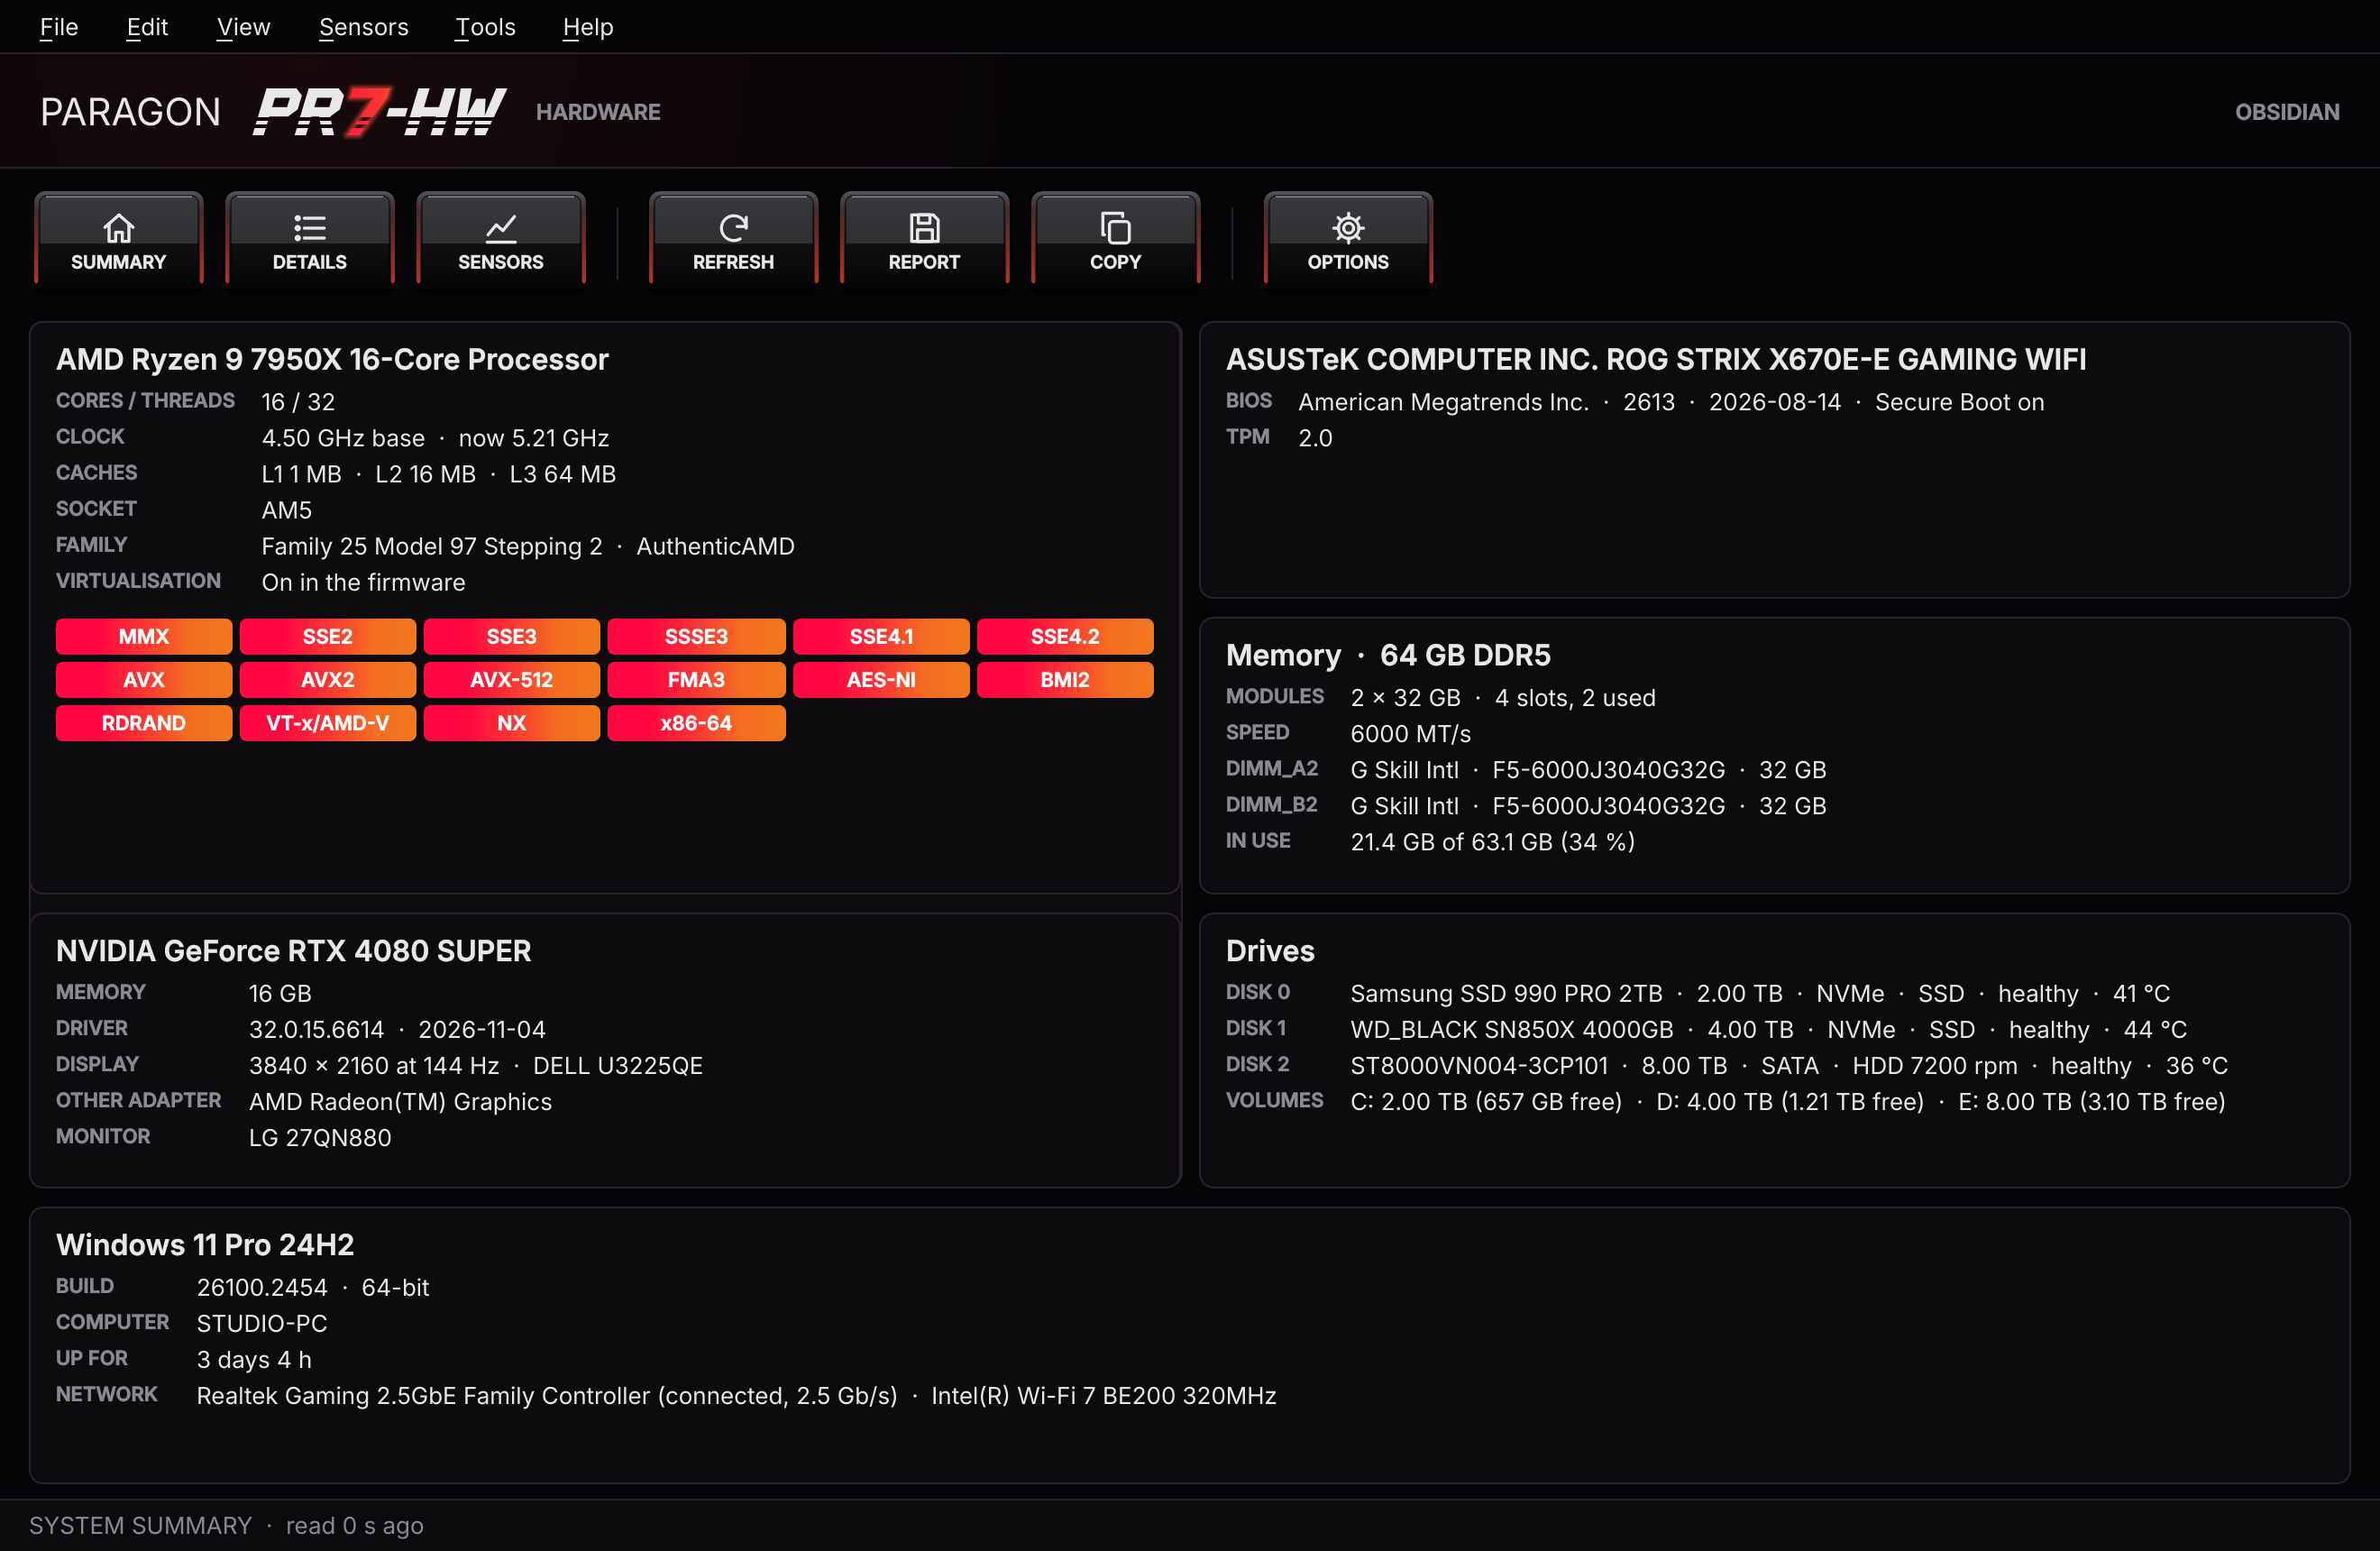 File Edit View Sensors Tools Help
PARAGON PR7-HW HARDWARE OBSIDIAN
SUMMARY DETAILS SENSORS REFRESH REPORT COPY OPTIONS
AMD Ryzen 9 7950X 16-Core Processor
CORES / THREADS 16 / 32
CLOCK 4.50 GHz base · now 5.21 GHz
CACHES L1 1 MB · L2 16 MB · L3 64 MB
SOCKET AM5
FAMILY Family 25 Model 97 Stepping 2 · AuthenticAMD
VIRTUALISATION On in the firmware
MMX SSE2 SSE3 SSSE3 SSE4.1 SSE4.2
AVX AVX2 AVX-512 FMA3 AES-NI BMI2
RDRAND VT-x/AMD-V NX x86-64
ASUSTeK COMPUTER INC. ROG STRIX X670E-E GAMING WIFI
BIOS American Megatrends Inc. · 2613 · 2026-08-14 · Secure Boot on
TPM 2.0
Memory · 64 GB DDR5
MODULES 2 × 32 GB · 4 slots, 2 used
SPEED 6000 MT/s
DIMM_A2 G Skill Intl · F5-6000J3040G32G · 32 GB
DIMM_B2 G Skill Intl · F5-6000J3040G32G · 32 GB
IN USE 21.4 GB of 63.1 GB (34 %)
NVIDIA GeForce RTX 4080 SUPER
MEMORY 16 GB
DRIVER 32.0.15.6614 · 2026-11-04
DISPLAY 3840 × 2160 at 144 Hz · DELL U3225QE
OTHER ADAPTER AMD Radeon(TM) Graphics
MONITOR LG 27QN880
Drives
DISK 0 Samsung SSD 990 PRO 2TB · 2.00 TB · NVMe · SSD · healthy · 41 °C
DISK 1 WD_BLACK SN850X 4000GB · 4.00 TB · NVMe · SSD · healthy · 44 °C
DISK 2 ST8000VN004-3CP101 · 8.00 TB · SATA · HDD 7200 rpm · healthy · 36 °C
VOLUMES C: 2.00 TB (657 GB free) · D: 4.00 TB (1.21 TB free) · E: 8.00 TB (3.10 TB free)
Windows 11 Pro 24H2
BUILD 26100.2454 · 64-bit
COMPUTER STUDIO-PC
UP FOR 3 days 4 h
NETWORK Realtek Gaming 2.5GbE Family Controller (connected, 2.5 Gb/s) · Intel(R) Wi-Fi 7 BE200 320MHz
SYSTEM SUMMARY · read 0 s ago